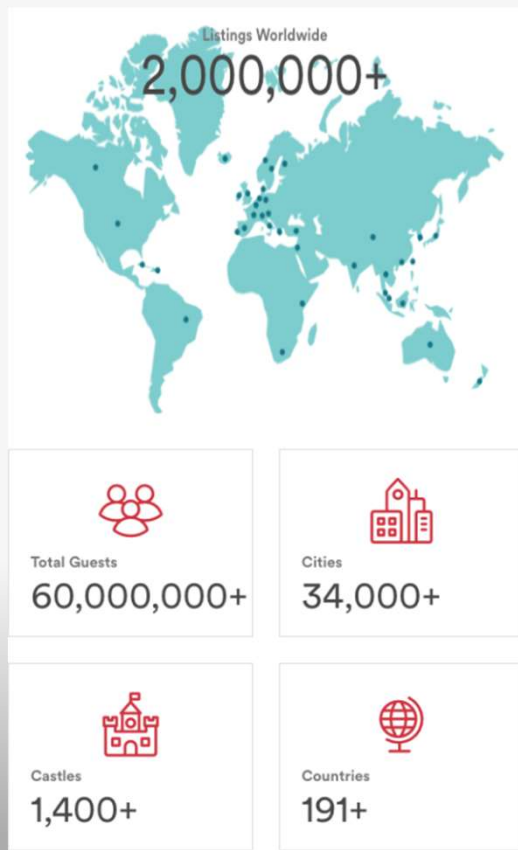 Listings Worldwide
2,000,000+
Total Guests
60,000,000+
Cities
34,000+
Castles
1,400+
Countries
191+